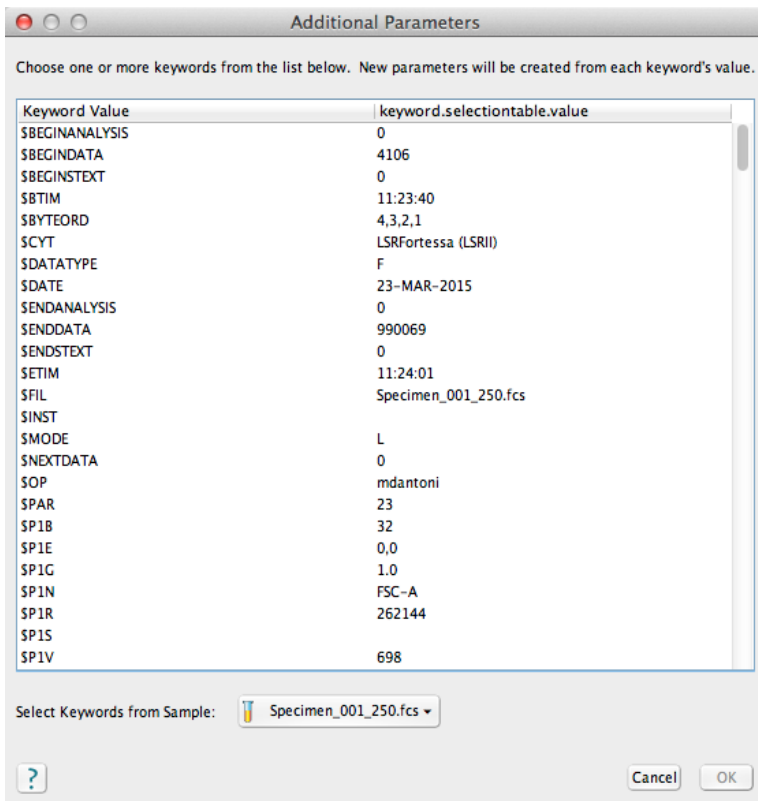 Additional Parameters
Choose one or more keywords from the list below.  New parameters will be created from each keyword's value.
Keyword Value keyword.selectiontable.value
$BEGINANALYSIS 0
$BEGINDATA 4106
$BEGINSTEXT 0
$BTIM 11:23:40
$BYTEORD 4,3,2,1
$CYT LSRFortessa (LSRII)
$DATATYPE F
$DATE 23-MAR-2015
$ENDANALYSIS 0
$ENDDATA 990069
$ENDSTEXT 0
$ETIM 11:24:01
$FIL Specimen_001_250.fcs
$INST
$MODE L
$NEXTDATA 0
$OP mdantoni
$PAR 23
$P1B 32
$P1E 0,0
$P1G 1.0
$P1N FSC-A
$P1R 262144
$P1S
$P1V 698
Select Keywords from Sample: Specimen_001_250.fcs
? Cancel OK